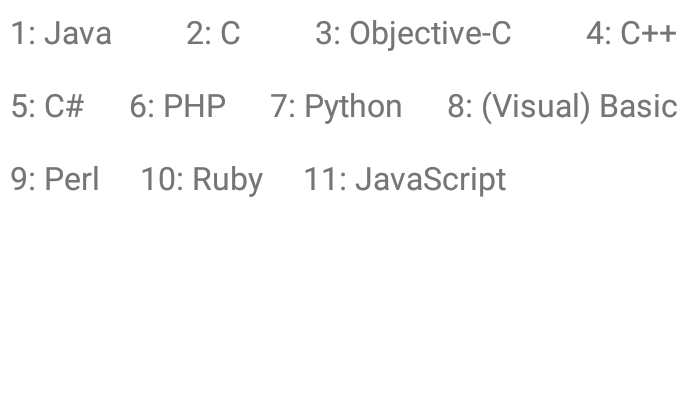 1: Java 2: C 3: Objective-C 4: C++
5: C# 6: PHP 7: Python 8: (Visual) Basic
9: Perl 10: Ruby 11: JavaScript